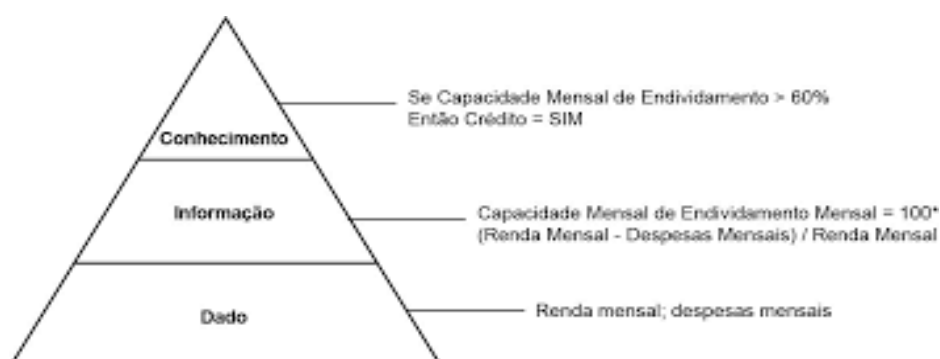 Se Capacidade Mensal de Endividamento > 60%
Então Crédito = SIM
Conhecimento
Informação
Capacidade Mensal de Endividamento Mensal = 100*
(Renda Mensal - Despesas Mensais) / Renda Mensal
Dado
Renda mensal; despesas mensais